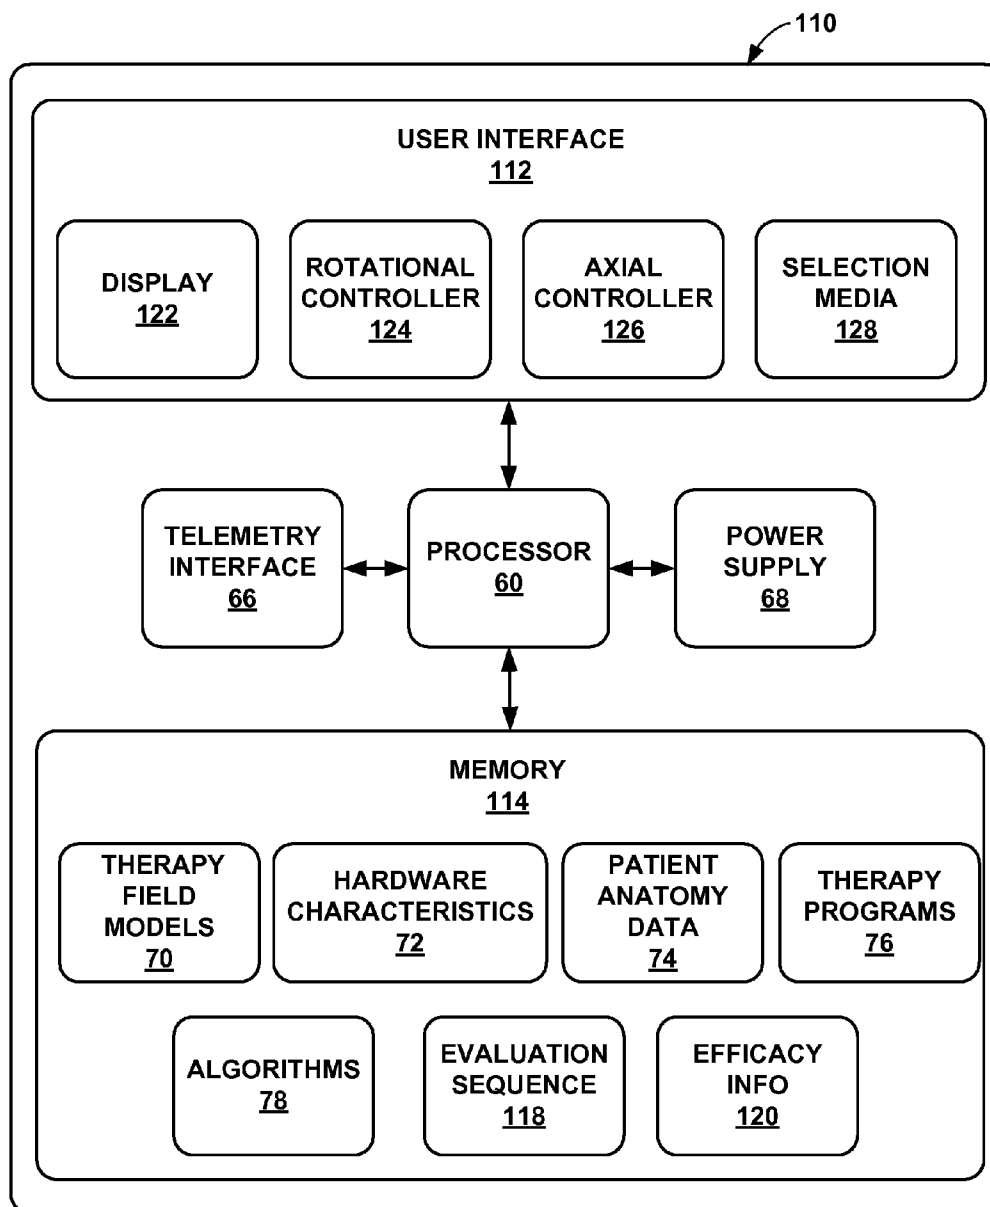 110
USER INTERFACE
112
DISPLAY
122
ROTATIONAL
CONTROLLER
124
AXIAL
CONTROLLER
126
SELECTION
MEDIA
128
TELEMETRY
INTERFACE
66
PROCESSOR
60
POWER
SUPPLY
68
MEMORY
114
THERAPY
FIELD
MODELS
70
HARDWARE
CHARACTERISTICS
72
PATIENT
ANATOMY
DATA
74
THERAPY
PROGRAMS
76
ALGORITHMS
78
EVALUATION
SEQUENCE
118
EFFICACY
INFO
120